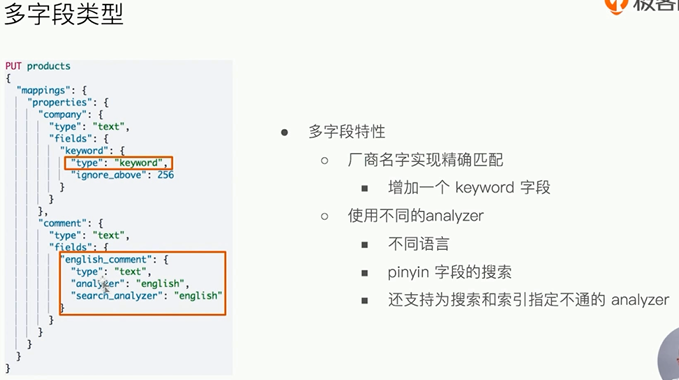 多字段类型
极客
PUT products
{
"mappings": {
"properties": {
"company": {
"type": "text",
"fields": {
"keyword": {
"type": "keyword",
"ignore_above": 256
}
}
},
"comment": {
"type": "text",
"fields": {
"english_comment": {
"type": "text",
"analyzer": "english",
"search_analyzer": "english"
}
}
}
}
}
}
● 多字段特性
○ 厂商名字实现精确匹配
■ 增加一个 keyword 字段
○ 使用不同的analyzer
■ 不同语言
■ pinyin 字段的搜索
■ 还支持为搜索和索引指定不通的 analyzer